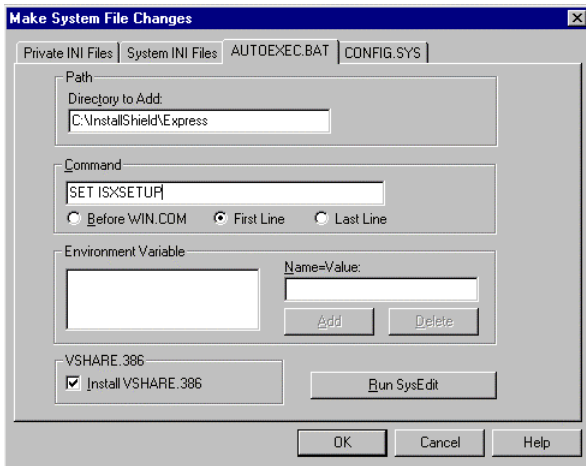 Make System File Changes
Private INI Files System INI Files AUTOEXEC.BAT CONFIG.SYS
Path
Directory to Add:
C:\InstallShield\Express
Command
SET ISXSETUP
Before WIN.COM First Line Last Line
Environment Variable
Name=Value:
Add Delete
VSHARE.386
Install VSHARE.386
Run SysEdit
OK Cancel Help